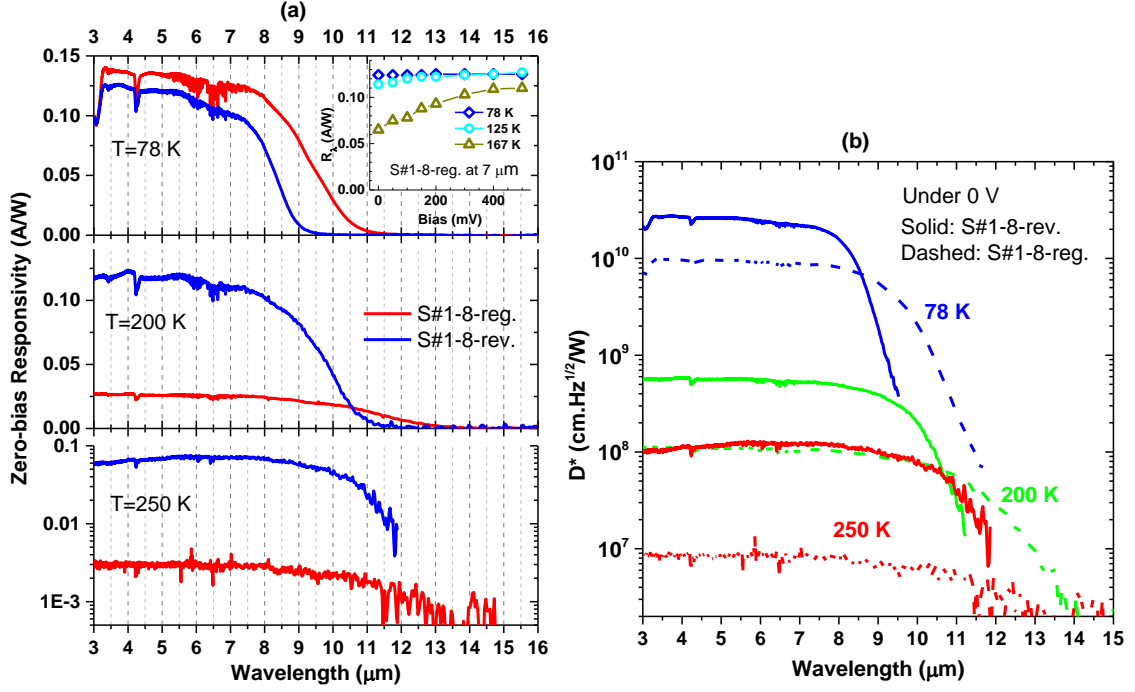 (a)
3 4 5 6 7 8 9 10 11 12 13 14 15 16
Zero-bias Responsivity (A/W)
0.15
0.10
0.05
0.00
T=78 K
R_λ (A/W)
0.10
0.05
0.00
78 K
125 K
167 K
S#1-8-reg. at 7 μm
0 200 400
Bias (mV)
0.10
0.05
0.00
T=200 K
S#1-8-reg.
S#1-8-rev.
0.1
0.01
1E-3
T=250 K
3 4 5 6 7 8 9 10 11 12 13 14 15 16
Wavelength (μm)
(b)
D* (cm.Hz^1/2/W)
10^11
10^10
10^9
10^8
10^7
Under 0 V
Solid: S#1-8-rev.
Dashed: S#1-8-reg.
78 K
200 K
250 K
3 4 5 6 7 8 9 10 11 12 13 14 15
Wavelength (μm)